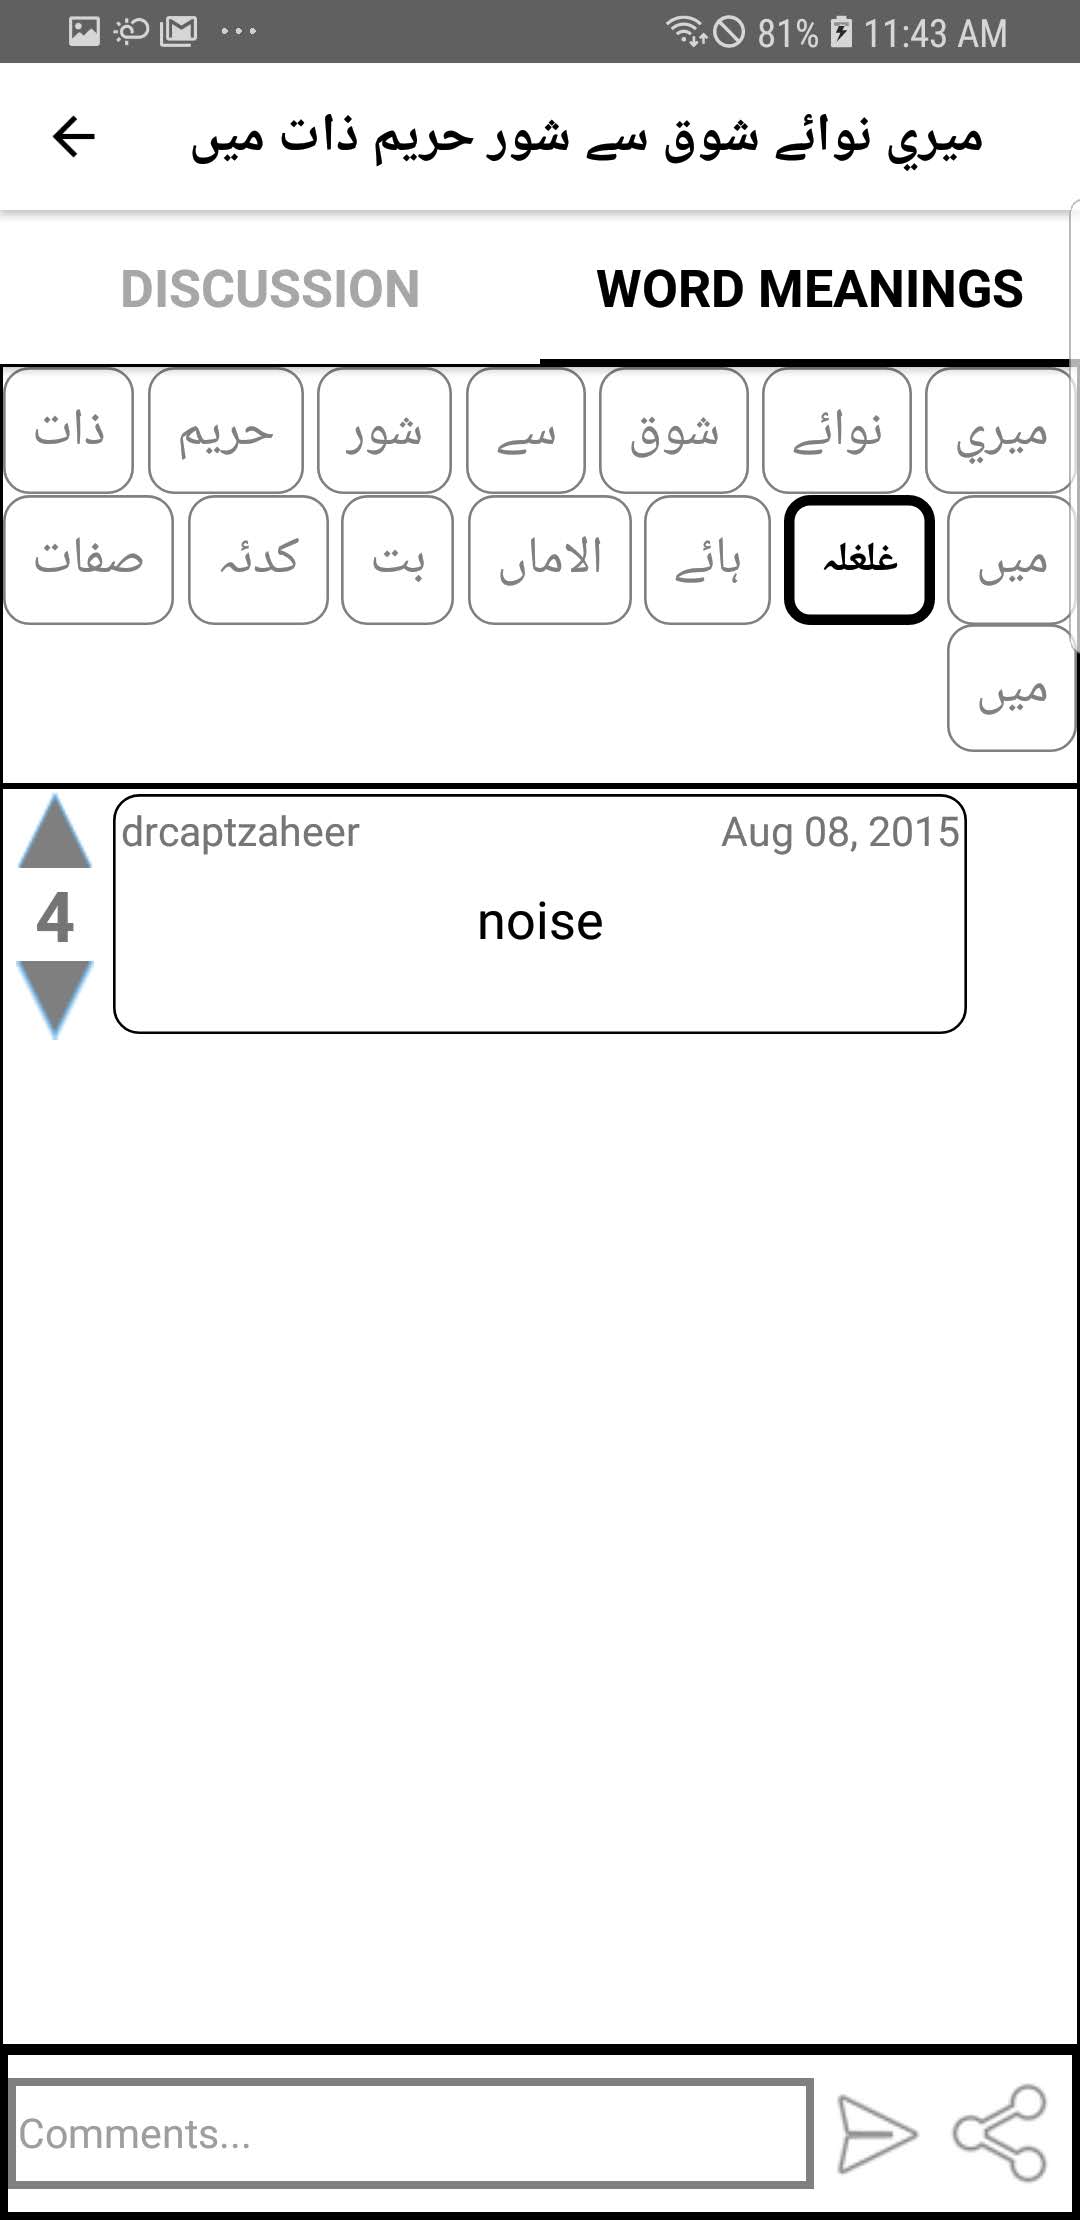 81% 11:43 AM
ميري نوائے شوق سے شور حريم ذات ميں
DISCUSSION WORD MEANINGS
ميري نوائے شوق سے شور حريم ذات
ميں غلغلہ ہائے الاماں بت کدئہ صفات
ميں
drcaptzaheer Aug 08, 2015
4
noise
Comments...